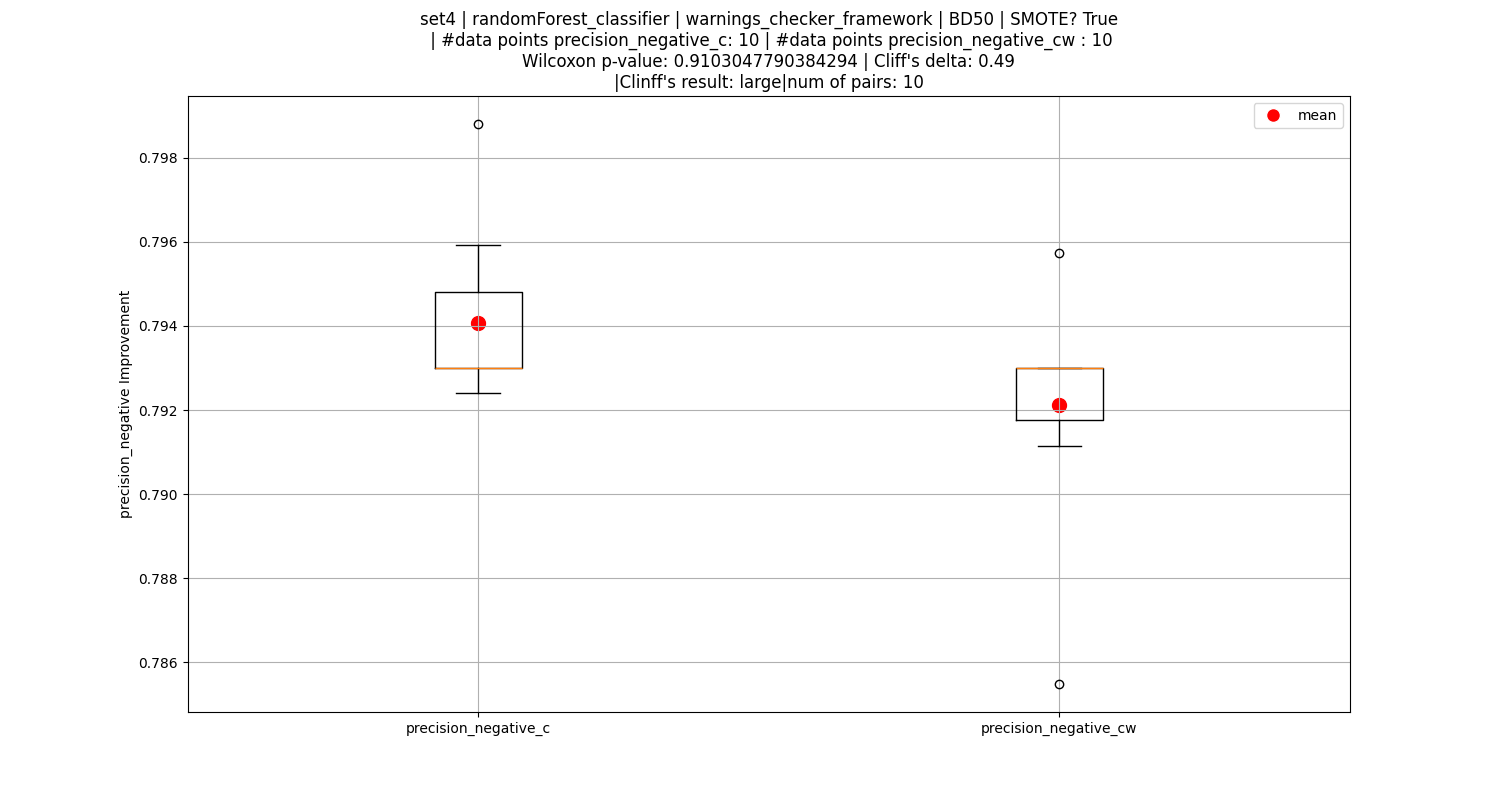 set4 | randomForest_classifier | warnings_checker_framework | BD50 | SMOTE? True
| #data points precision_negative_c: 10 | #data points precision_negative_cw : 10
Wilcoxon p-value: 0.9103047790384294 | Cliff's delta: 0.49
|Clinff's result: large|num of pairs: 10
mean
0.798
0.796
0.794
0.792
0.790
0.788
0.786
precision_negative Improvement
precision_negative_c
precision_negative_cw